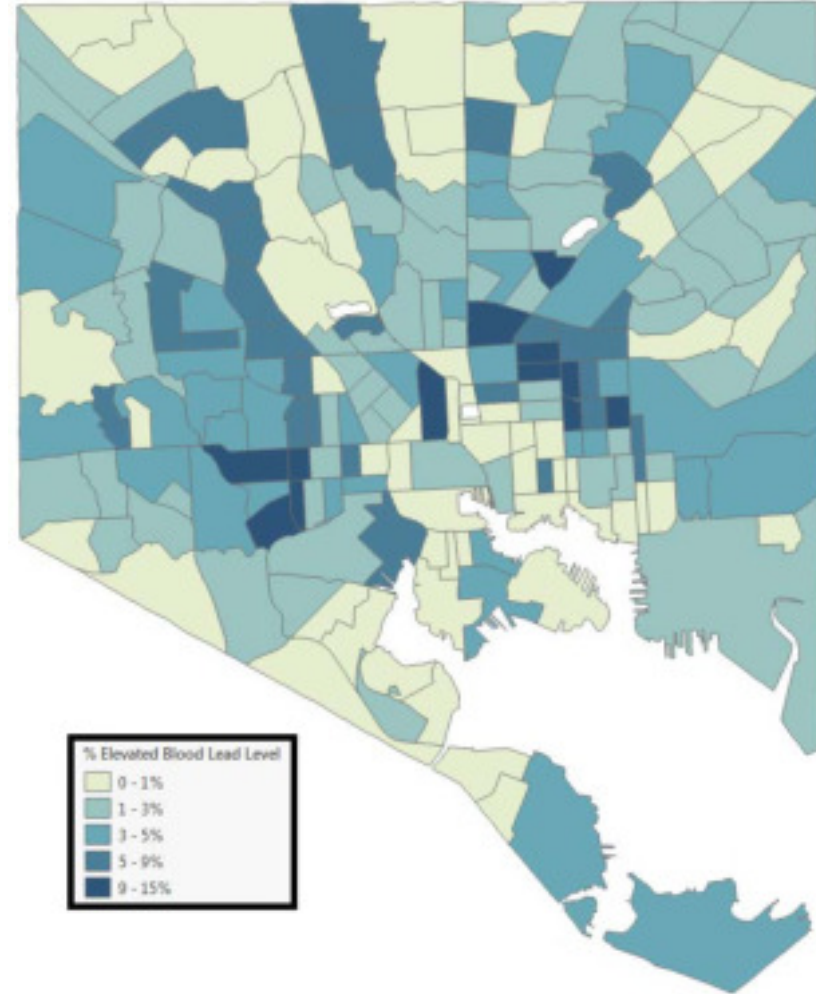 % Elevated Blood Lead Level
0 - 1%
1 - 3%
3 - 5%
5 - 9%
9 - 15%